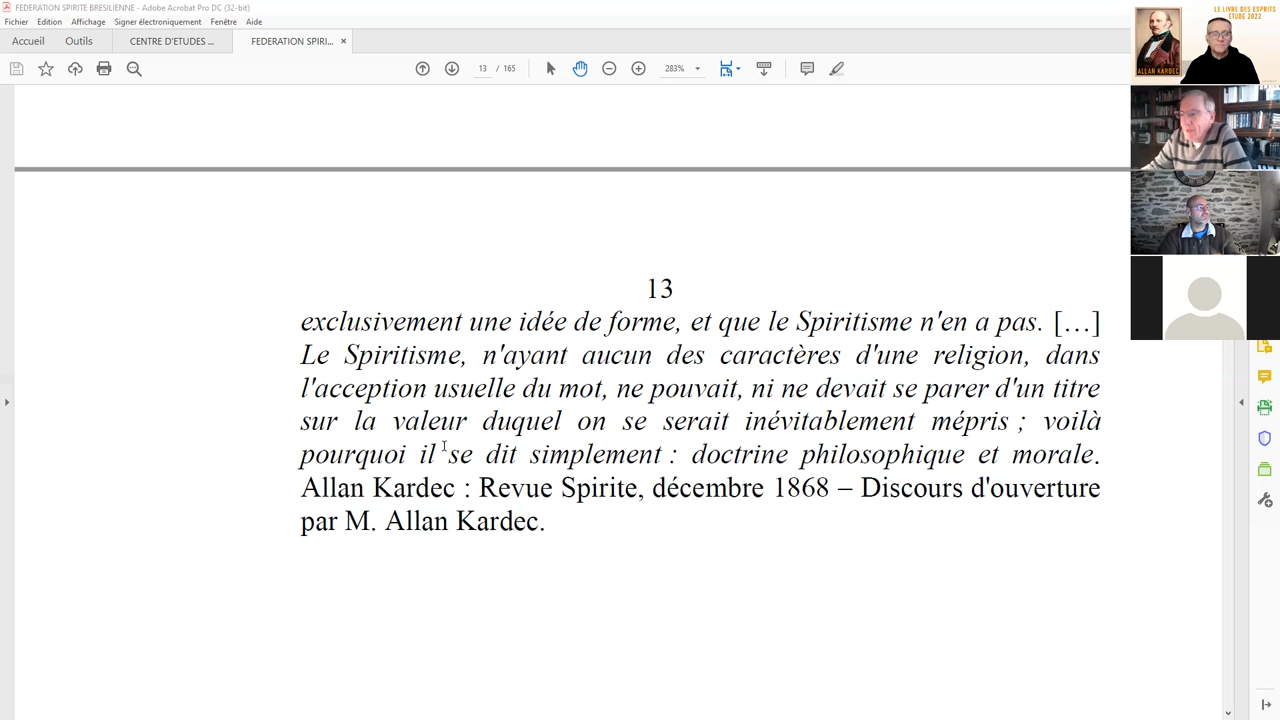 FEDERATION SPIRITE BRESILIENNE - Adobe Acrobat Pro DC (32-bit)
Fichier Edition Affichage Signer électroniquement Fenêtre Aide
Accueil Outils CENTRE D'ETUDES ... FEDERATION SPIRI... ×
13 / 165 283%
LE LIVRE DES ESPRITS
ETUDE 2022
ALLAN KARDEC
13
exclusivement une idée de forme, et que le Spiritisme n'en a pas. […]
Le Spiritisme, n'ayant aucun des caractères d'une religion, dans
l'acception usuelle du mot, ne pouvait, ni ne devait se parer d'un titre
sur la valeur duquel on se serait inévitablement mépris ; voilà
pourquoi il se dit simplement : doctrine philosophique et morale.
Allan Kardec : Revue Spirite, décembre 1868 – Discours d'ouverture
par M. Allan Kardec.